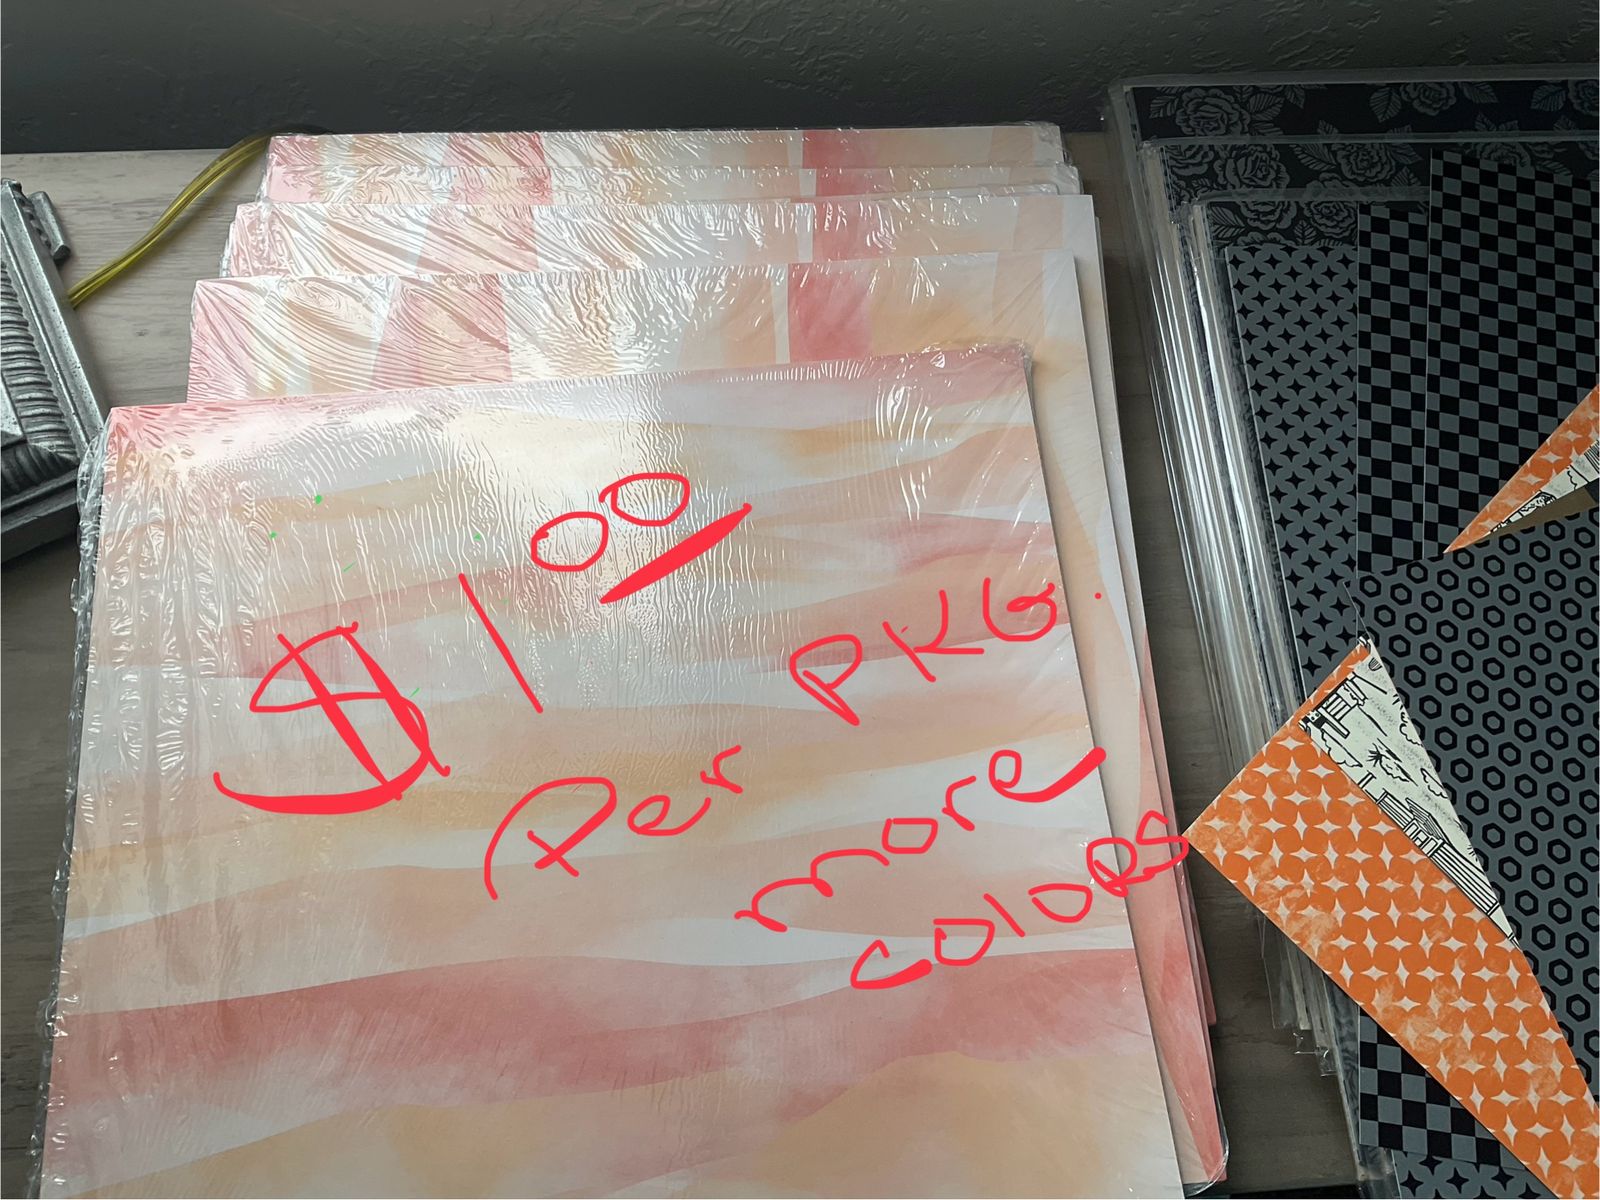 $1 00
Per PKG.
more
colors